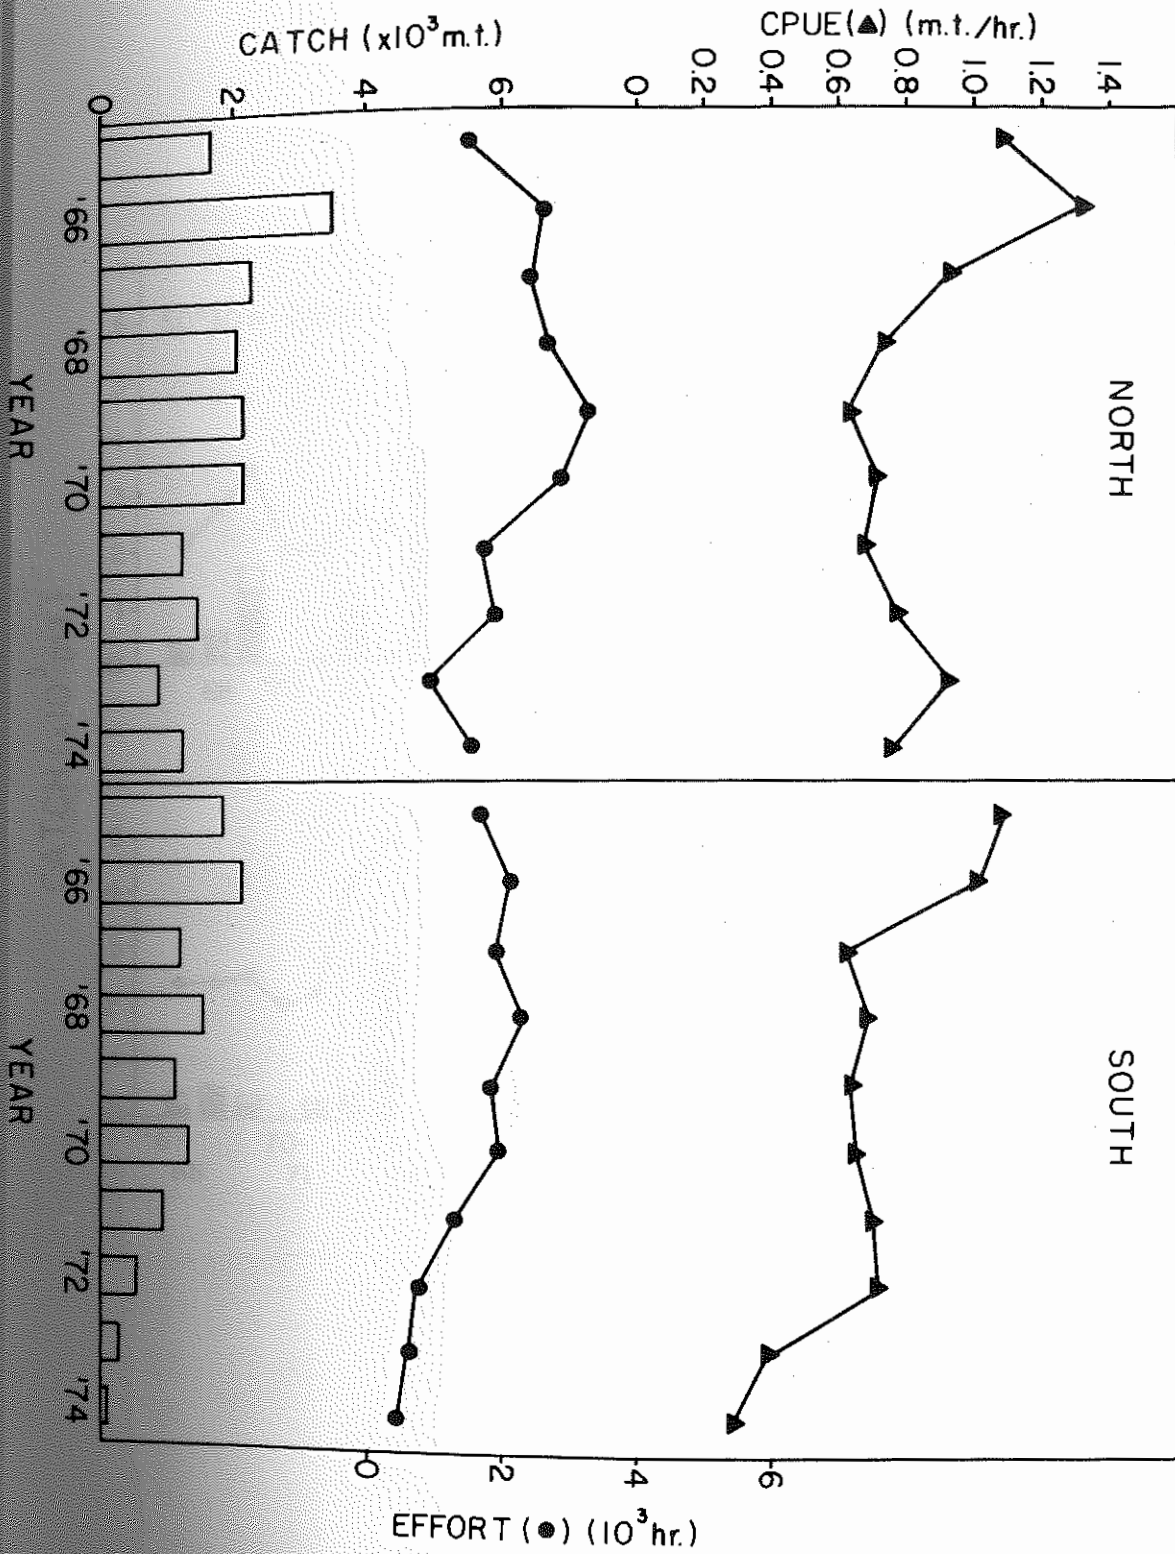 NORTH
SOUTH
CPUE(▲) (m.t./hr.)
1.4
1.2
1.0
0.8
0.6
0.4
0.2
0
CATCH (x10³m.t.)
6
4
2
0
EFFORT (●) (10³hr.)
6
4
2
0
'66 '68 '70 '72 '74 '66 '68 '70 '72 '74
YEAR YEAR